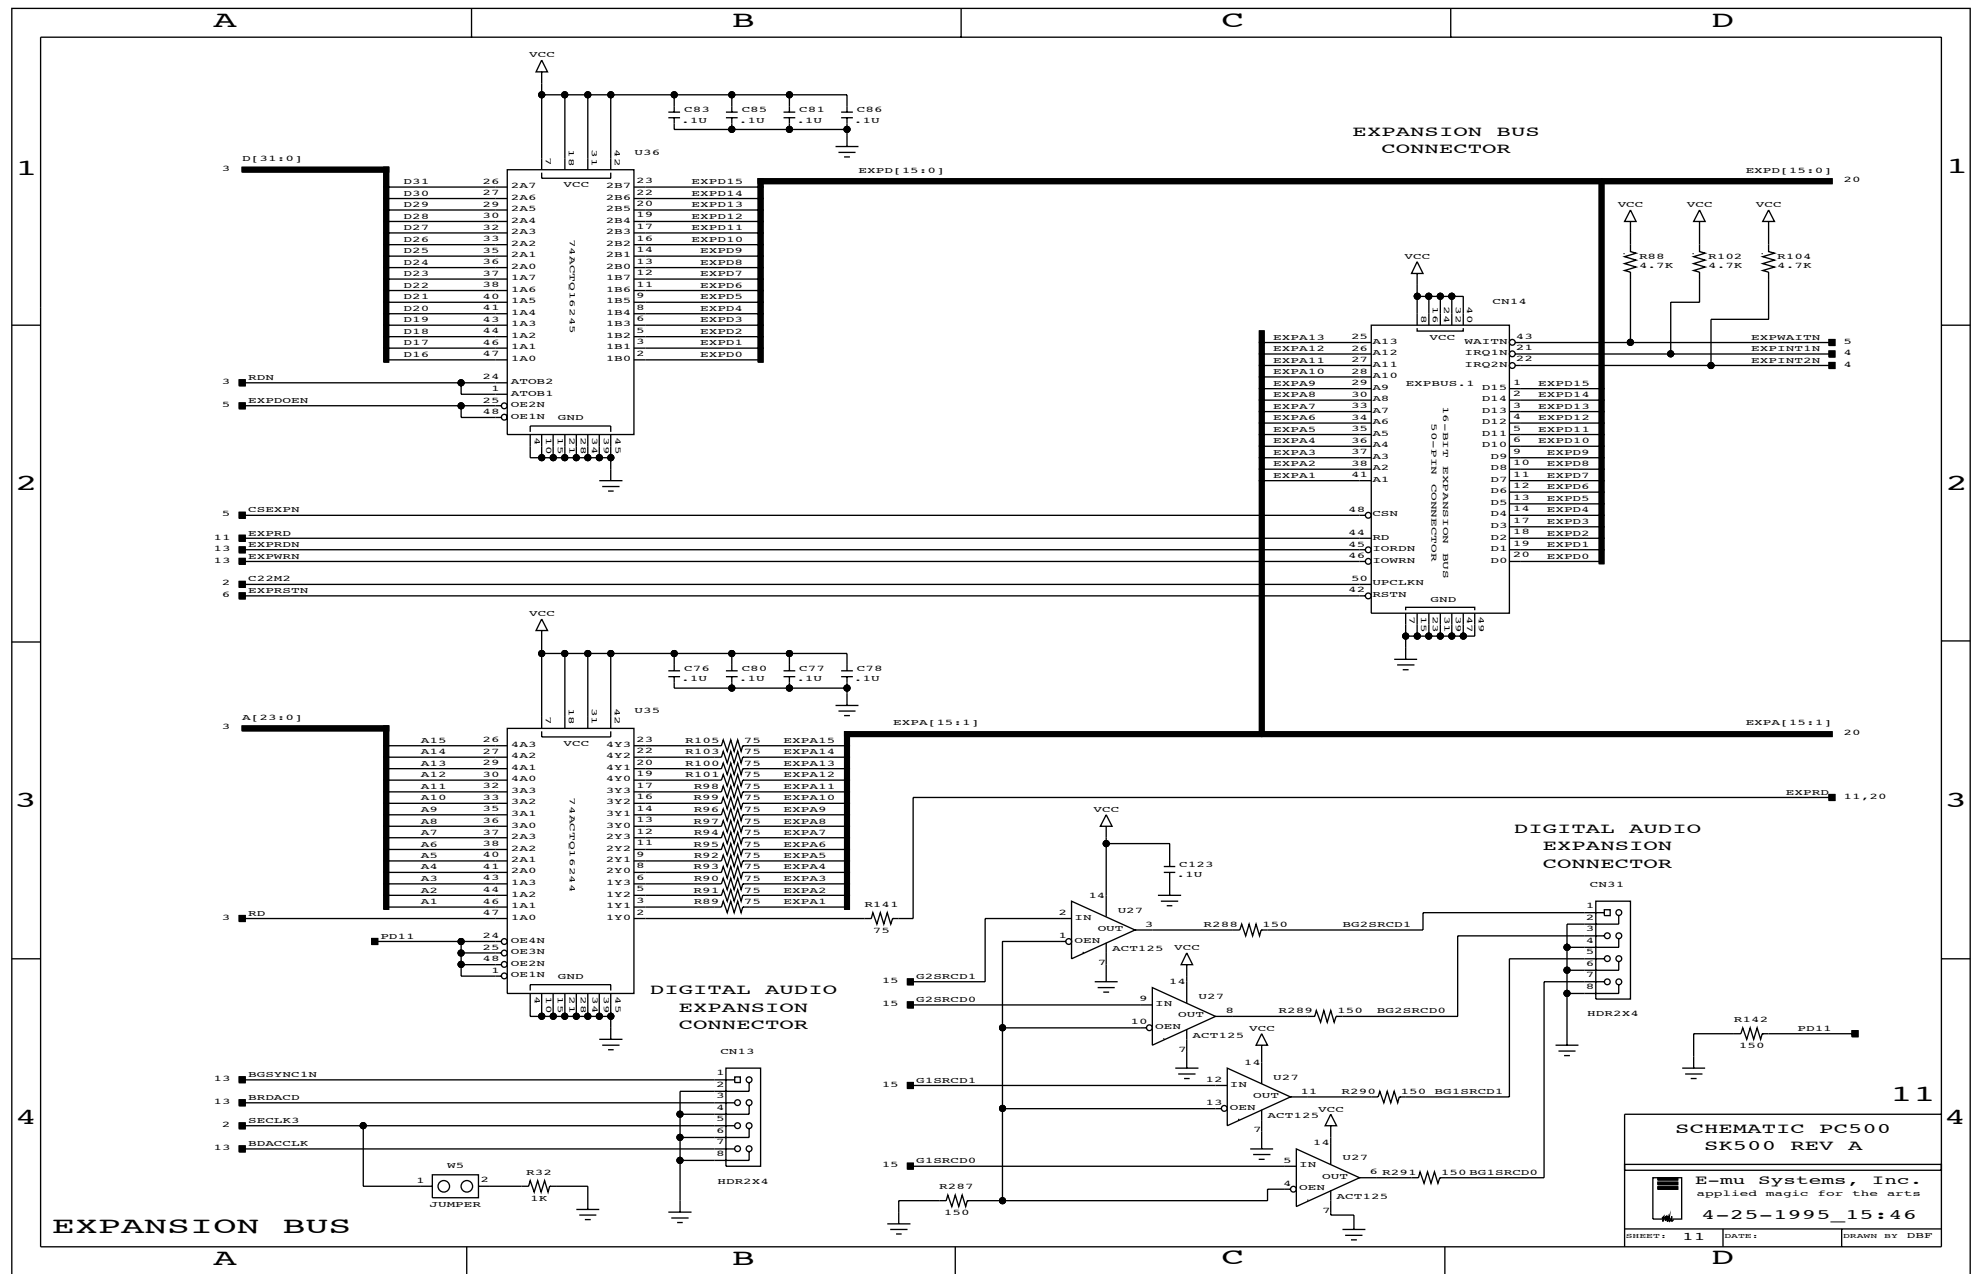 A B C D
1
2
3
4
1
2
3
4
A B C D
VCC
C83
.1U
C85
.1U
C81
.1U
C86
.1U
U36
3 D[31:0]
7 18 31 42
VCC
D31 26 2A7 2B7 23 EXPD15
D30 27 2A6 2B6 22 EXPD14
D29 29 2A5 2B5 20 EXPD13
D28 30 2A4 2B4 19 EXPD12
D27 32 2A3 2B3 17 EXPD11
D26 33 2A2 2B2 16 EXPD10
D25 35 2A1 2B1 14 EXPD9
D24 36 2A0 2B0 13 EXPD8
D23 37 1A7 1B7 12 EXPD7
D22 38 1A6 1B6 11 EXPD6
D21 40 1A5 1B5 9 EXPD5
D20 41 1A4 1B4 8 EXPD4
D19 43 1A3 1B3 6 EXPD3
D18 44 1A2 1B2 5 EXPD2
D17 46 1A1 1B1 3 EXPD1
D16 47 1A0 1B0 2 EXPD0
74ACTQ16245
3 RDN 24 ATOB2
1 ATOB1
5 EXPDOEN 25 OE2N
48 OE1N
GND
4 10 15 21 28 34 39 45
EXPANSION BUS
CONNECTOR
EXPD[15:0]
EXPD[15:0] 20
VCC VCC VCC
R88
4.7K
R102
4.7K
R104
4.7K
VCC
CN14
8 16 24 32 40
VCC
EXPA13 25 A13
EXPA12 26 A12
EXPA11 27 A11
EXPA10 28 A10
EXPA9 29 A9
EXPA8 30 A8
EXPA7 33 A7
EXPA6 34 A6
EXPA5 35 A5
EXPA4 36 A4
EXPA3 37 A3
EXPA2 38 A2
EXPA1 41 A1
WAITN 43 EXPWAITN 5
IRQ1N 21 EXPINT1N 4
IRQ2N 22 EXPINT2N 4
EXPBUS.1
16-BIT EXPANSION BUS
50-PIN CONNECTOR
D15 1 EXPD15
D14 2 EXPD14
D13 3 EXPD13
D12 4 EXPD12
D11 5 EXPD11
D10 6 EXPD10
D9 9 EXPD9
D8 10 EXPD8
D7 11 EXPD7
D6 12 EXPD6
D5 13 EXPD5
D4 14 EXPD4
D3 17 EXPD3
D2 18 EXPD2
D1 19 EXPD1
D0 20 EXPD0
5 CSEXPN 48 CSN
11 EXPRD 44 RD
13 EXPRDN 45 IORDN
13 EXPWRN 46 IOWRN
2 C22M2 50 UPCLKN
6 EXPRSTN 42 RSTN
GND
7 15 23 31 39 47 49
VCC
C76
.1U
C80
.1U
C77
.1U
C78
.1U
U35
3 A[23:0]
7 18 31 42
VCC
EXPA[15:1]
EXPA[15:1] 20
A15 26 4A3 4Y3 23 R105 75 EXPA15
A14 27 4A2 4Y2 22 R103 75 EXPA14
A13 29 4A1 4Y1 20 R100 75 EXPA13
A12 30 4A0 4Y0 19 R101 75 EXPA12
A11 32 3A3 3Y3 17 R98 75 EXPA11
A10 33 3A2 3Y2 16 R99 75 EXPA10
A9 35 3A1 3Y1 14 R96 75 EXPA9
A8 36 3A0 3Y0 13 R97 75 EXPA8
A7 37 2A3 2Y3 12 R94 75 EXPA7
A6 38 2A2 2Y2 11 R95 75 EXPA6
A5 40 2A1 2Y1 9 R92 75 EXPA5
A4 41 2A0 2Y0 8 R93 75 EXPA4
A3 43 1A3 1Y3 6 R90 75 EXPA3
A2 44 1A2 1Y2 5 R91 75 EXPA2
A1 46 1A1 1Y1 3 R89 75 EXPA1
3 RD 47 1A0 1Y0 2
74ACTQ16244
R141
75
EXPRD 11,20
PD11 24 OE4N
25 OE3N
48 OE2N
1 OE1N
GND
4 10 15 21 28 34 39 45
DIGITAL AUDIO
EXPANSION
CONNECTOR
CN13
13 BGSYNC1N 1
2
13 BRDACD 3
4
2 SECLK3 5
6
13 BDACCLK 7
8
HDR2X4
W5
1 2
JUMPER
R32
1K
VCC
C123
.1U
14
U27
2 IN
OUT 3
1 OEN
ACT125
7
R288 150 BG2SRCD1
15 G2SRCD1
15 G2SRCD0
VCC
14
U27
9 IN
OUT 8
10 OEN
ACT125
7
R289 150 BG2SRCD0
15 G1SRCD1
VCC
14
U27
12 IN
OUT 11
13 OEN
ACT125
7
R290 150 BG1SRCD1
15 G1SRCD0
VCC
14
U27
5 IN
OUT 6
4 OEN
ACT125
7
R291 150 BG1SRCD0
R287
150
DIGITAL AUDIO
EXPANSION
CONNECTOR
CN31
1
2
3
4
5
6
7
8
HDR2X4
R142
150
PD11
11
SCHEMATIC PC500
SK500 REV A
E-mu Systems, Inc.
applied magic for the arts
4-25-1995_15:46
SHEET: 11 DATE: DRAWN BY DBF
EXPANSION BUS